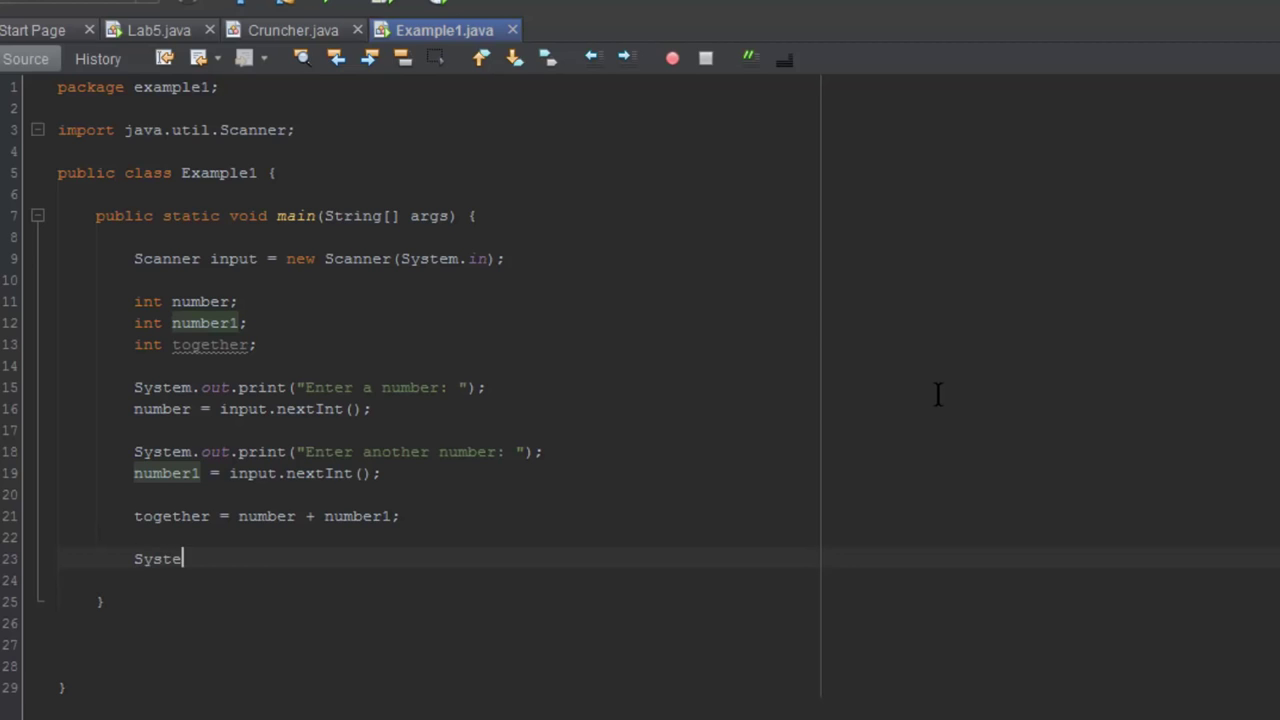 Start Page Lab5.java Cruncher.java Example1.java
Source History
1 package example1;
2
3 import java.util.Scanner;
4
5 public class Example1 {
6
7 public static void main(String[] args) {
8
9 Scanner input = new Scanner(System.in);
10
11 int number;
12 int number1;
13 int together;
14
15 System.out.print("Enter a number: ");
16 number = input.nextInt();
17
18 System.out.print("Enter another number: ");
19 number1 = input.nextInt();
20
21 together = number + number1;
22
23 Syste
24
25 }
26
27
28
29 }